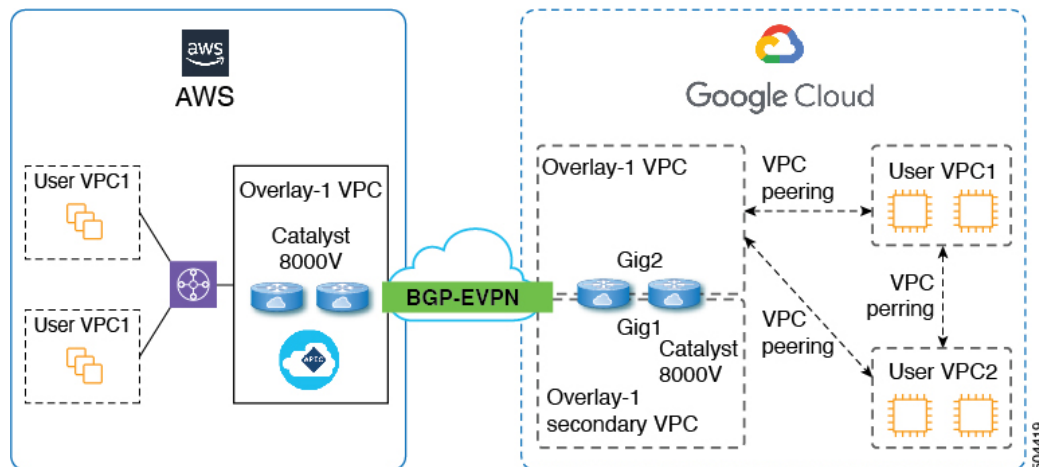 aws
AWS
User VPC1
User VPC1
Overlay-1 VPC
Catalyst
8000V
APIC
BGP-EVPN
Google Cloud
Overlay-1 VPC
Gig2
Gig1
Catalyst
8000V
Overlay-1
secondary VPC
VPC
peering
VPC
peering
User VPC1
VPC
perring
User VPC2
504419